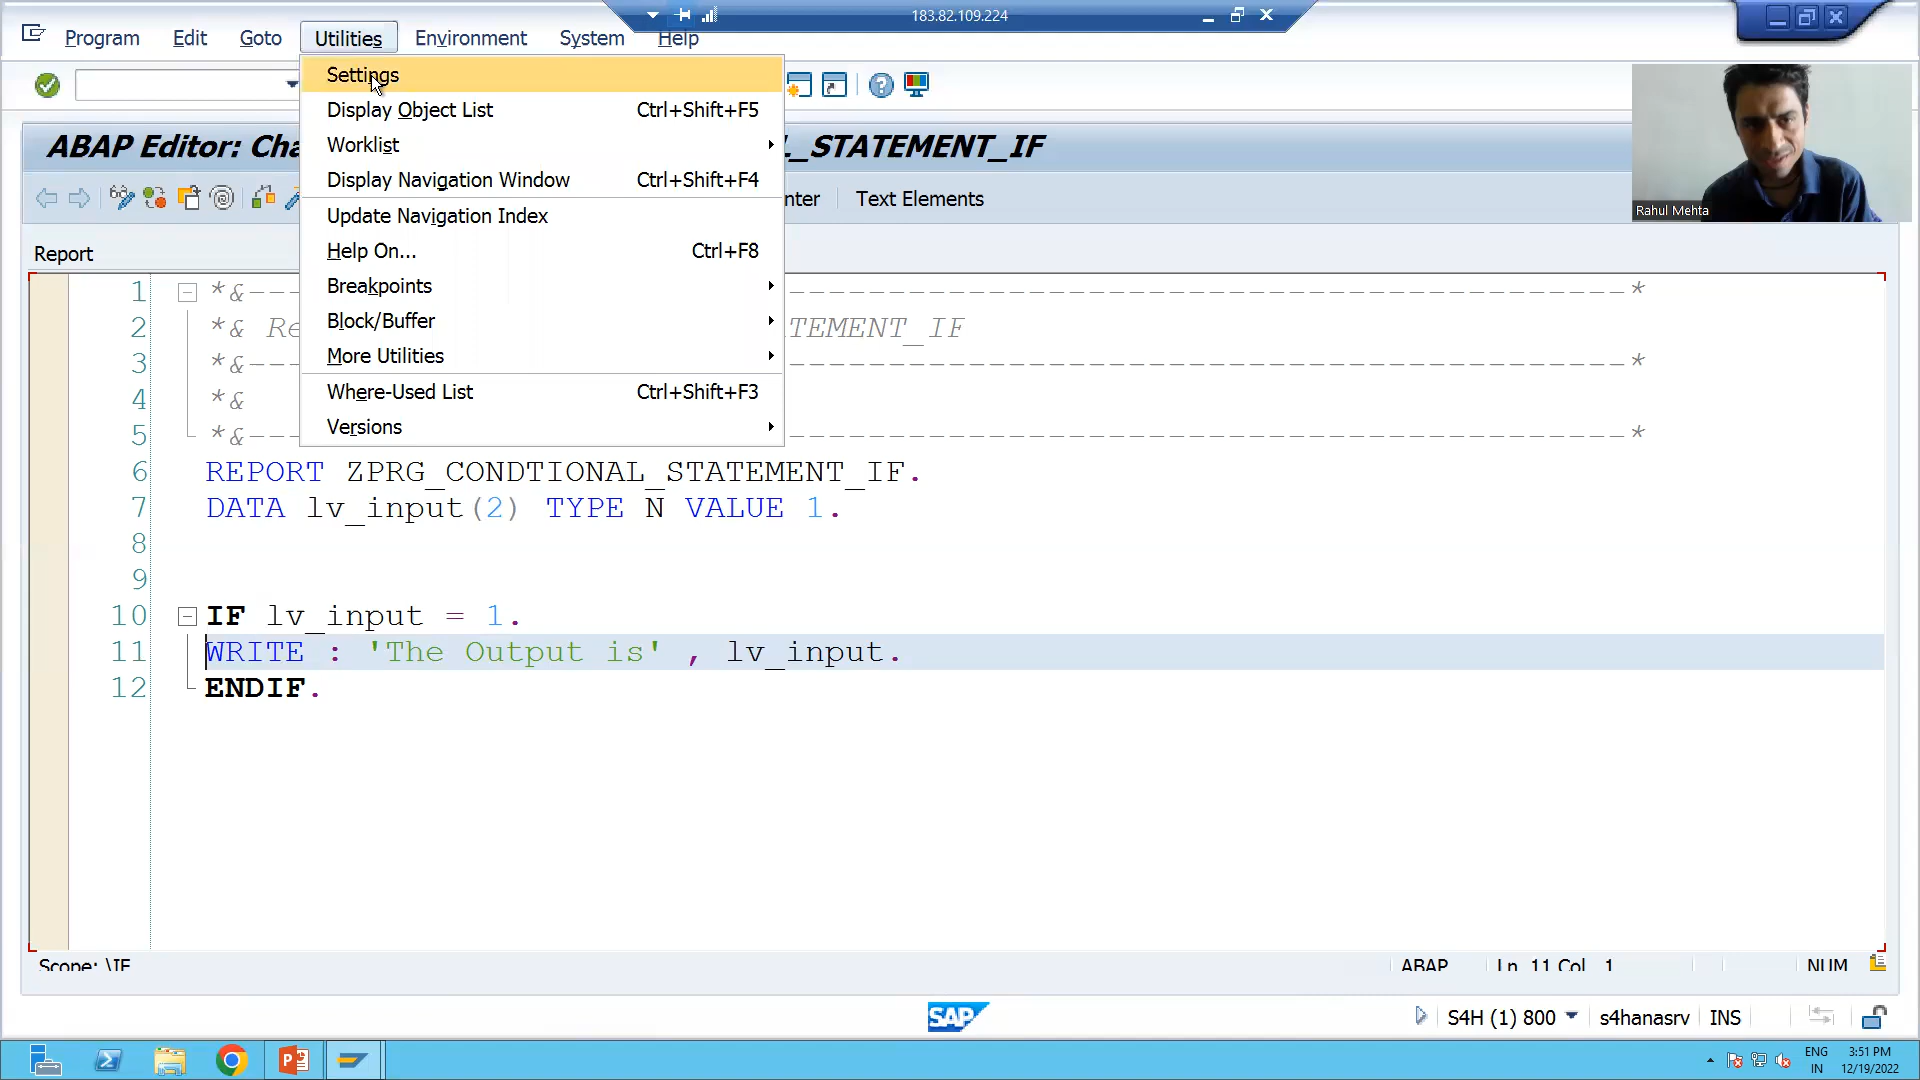 183.82.109.224
Program Edit Goto Utilities Environment System Help
Settings
Display Object List Ctrl+Shift+F5
Worklist
Display Navigation Window Ctrl+Shift+F4
Update Navigation Index
Help On... Ctrl+F8
Breakpoints
Block/Buffer
More Utilities
Where-Used List Ctrl+Shift+F3
Versions
ABAP Editor: Cha L_STATEMENT_IF
nter Text Elements
Rahul Mehta
Report
1 *&---- ----*
2 *& Re TEMENT_IF
3 *&---- ----*
4 *&
5 *&---- ----*
6 REPORT ZPRG_CONDTIONAL_STATEMENT_IF.
7 DATA lv_input(2) TYPE N VALUE 1.
8
9
10 IF lv_input = 1.
11 WRITE : 'The Output is' , lv_input.
12 ENDIF.
Scope: \IF ABAP Ln 11 Col 1 NUM
SAP S4H (1) 800 s4hanasrv INS
ENG 3:51 PM
IN 12/19/2022